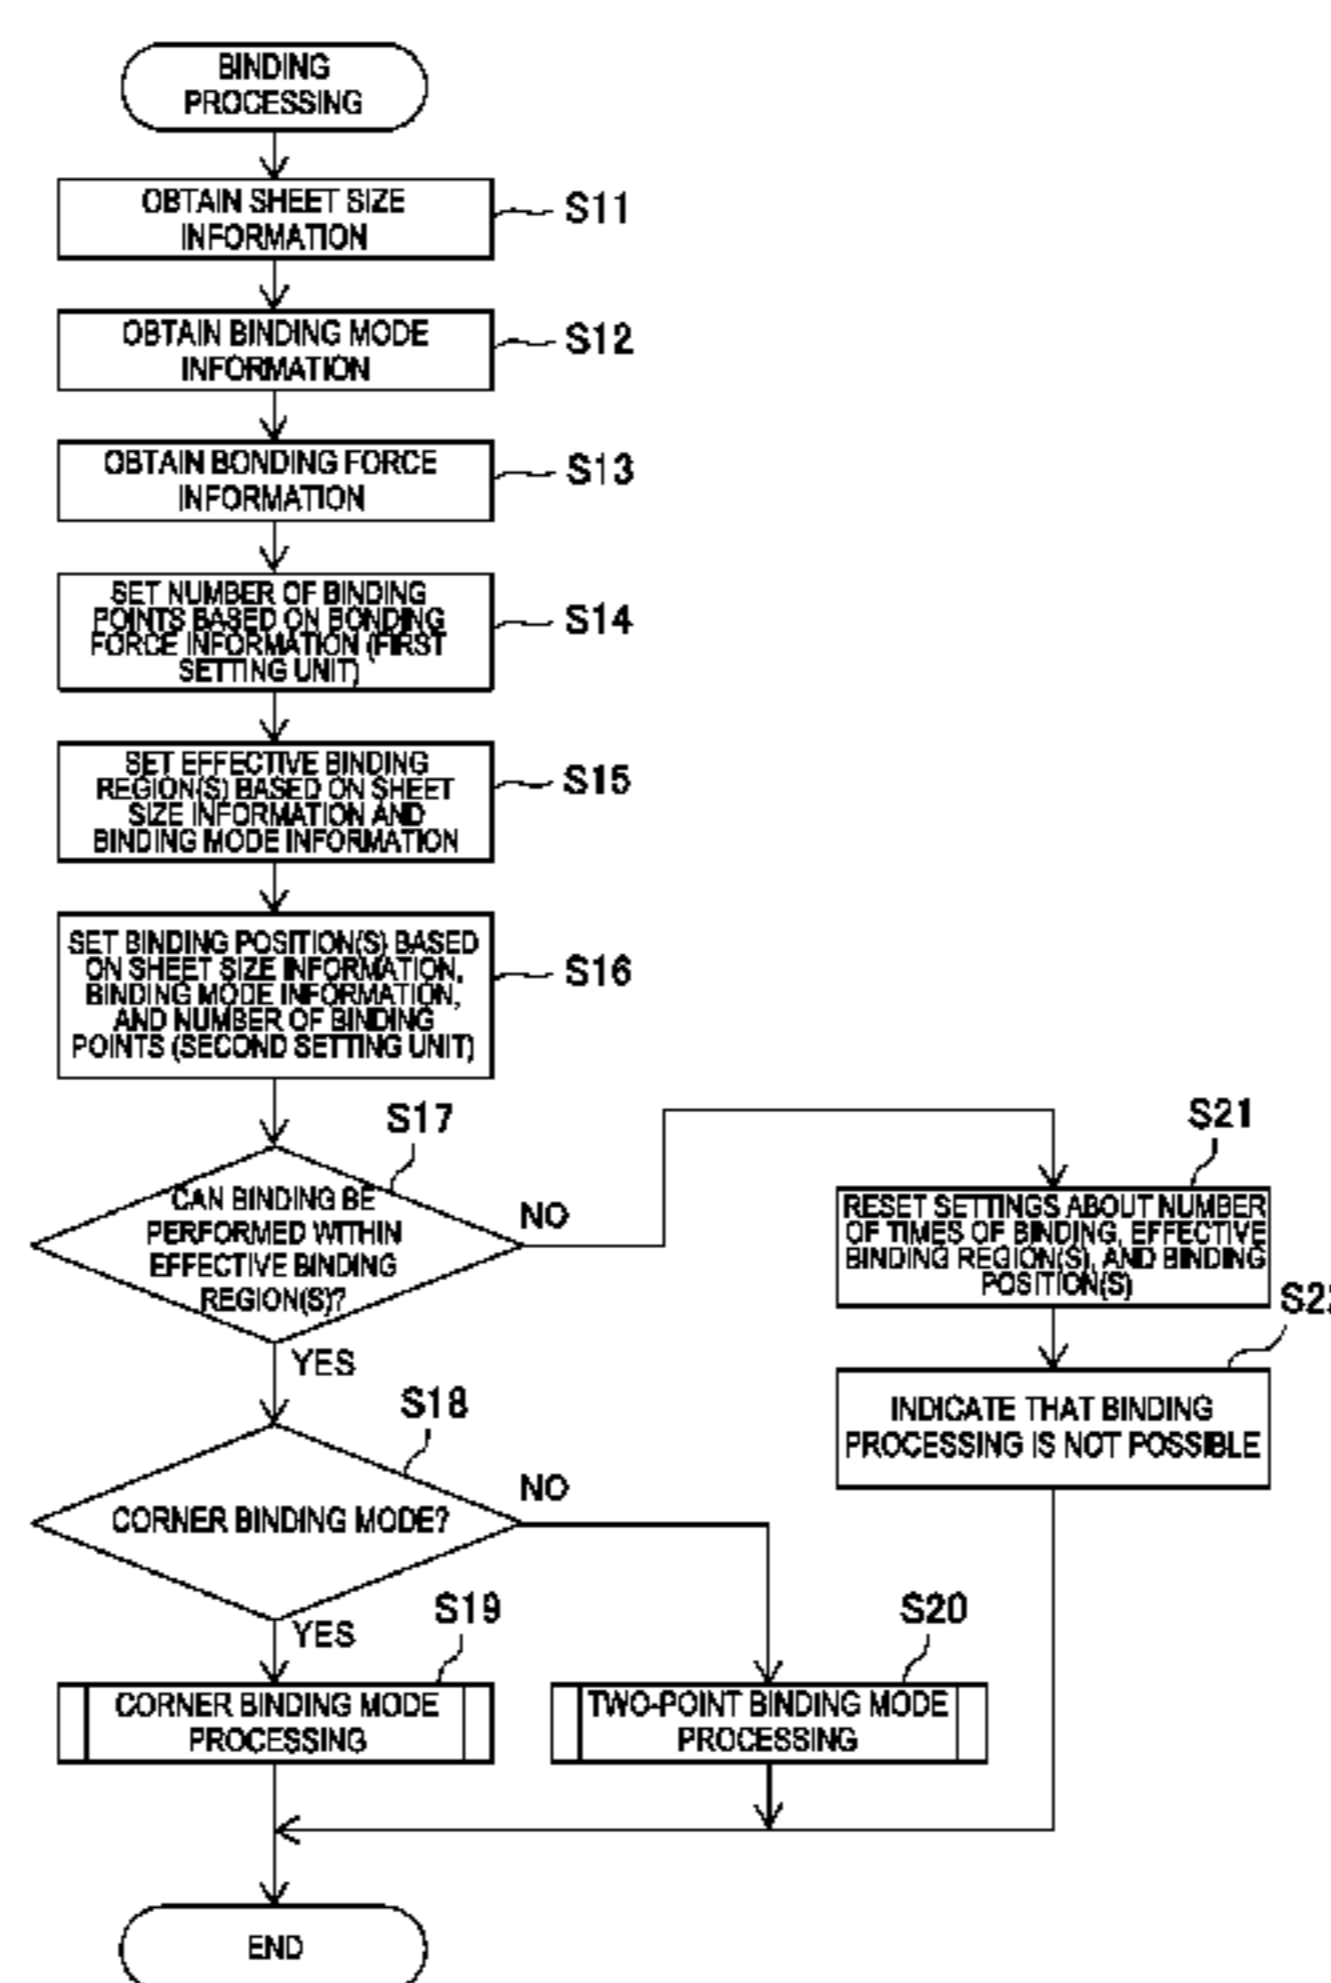 BINDING
PROCESSING
OBTAIN SHEET SIZE
INFORMATION
S11
OBTAIN BINDING MODE
INFORMATION
S12
OBTAIN BONDING FORCE
INFORMATION
S13
SET NUMBER OF BINDING
POINTS BASED ON BONDING
FORCE INFORMATION (FIRST
SETTING UNIT)
S14
SET EFFECTIVE BINDING
REGION(S) BASED ON SHEET
SIZE INFORMATION AND
BINDING MODE INFORMATION
S15
SET BINDING POSITION(S) BASED
ON SHEET SIZE INFORMATION,
BINDING MODE INFORMATION,
AND NUMBER OF BINDING
POINTS (SECOND SETTING UNIT)
S16
S17
CAN BINDING BE
PERFORMED WITHIN
EFFECTIVE BINDING
REGION(S)?
NO
YES
S21
RESET SETTINGS ABOUT NUMBER
OF TIMES OF BINDING, EFFECTIVE
BINDING REGION(S), AND BINDING
POSITION(S)
INDICATE THAT BINDING
PROCESSING IS NOT POSSIBLE
S18
CORNER BINDING MODE?
NO
YES
S19
CORNER BINDING MODE
PROCESSING
S20
TWO-POINT BINDING MODE
PROCESSING
END